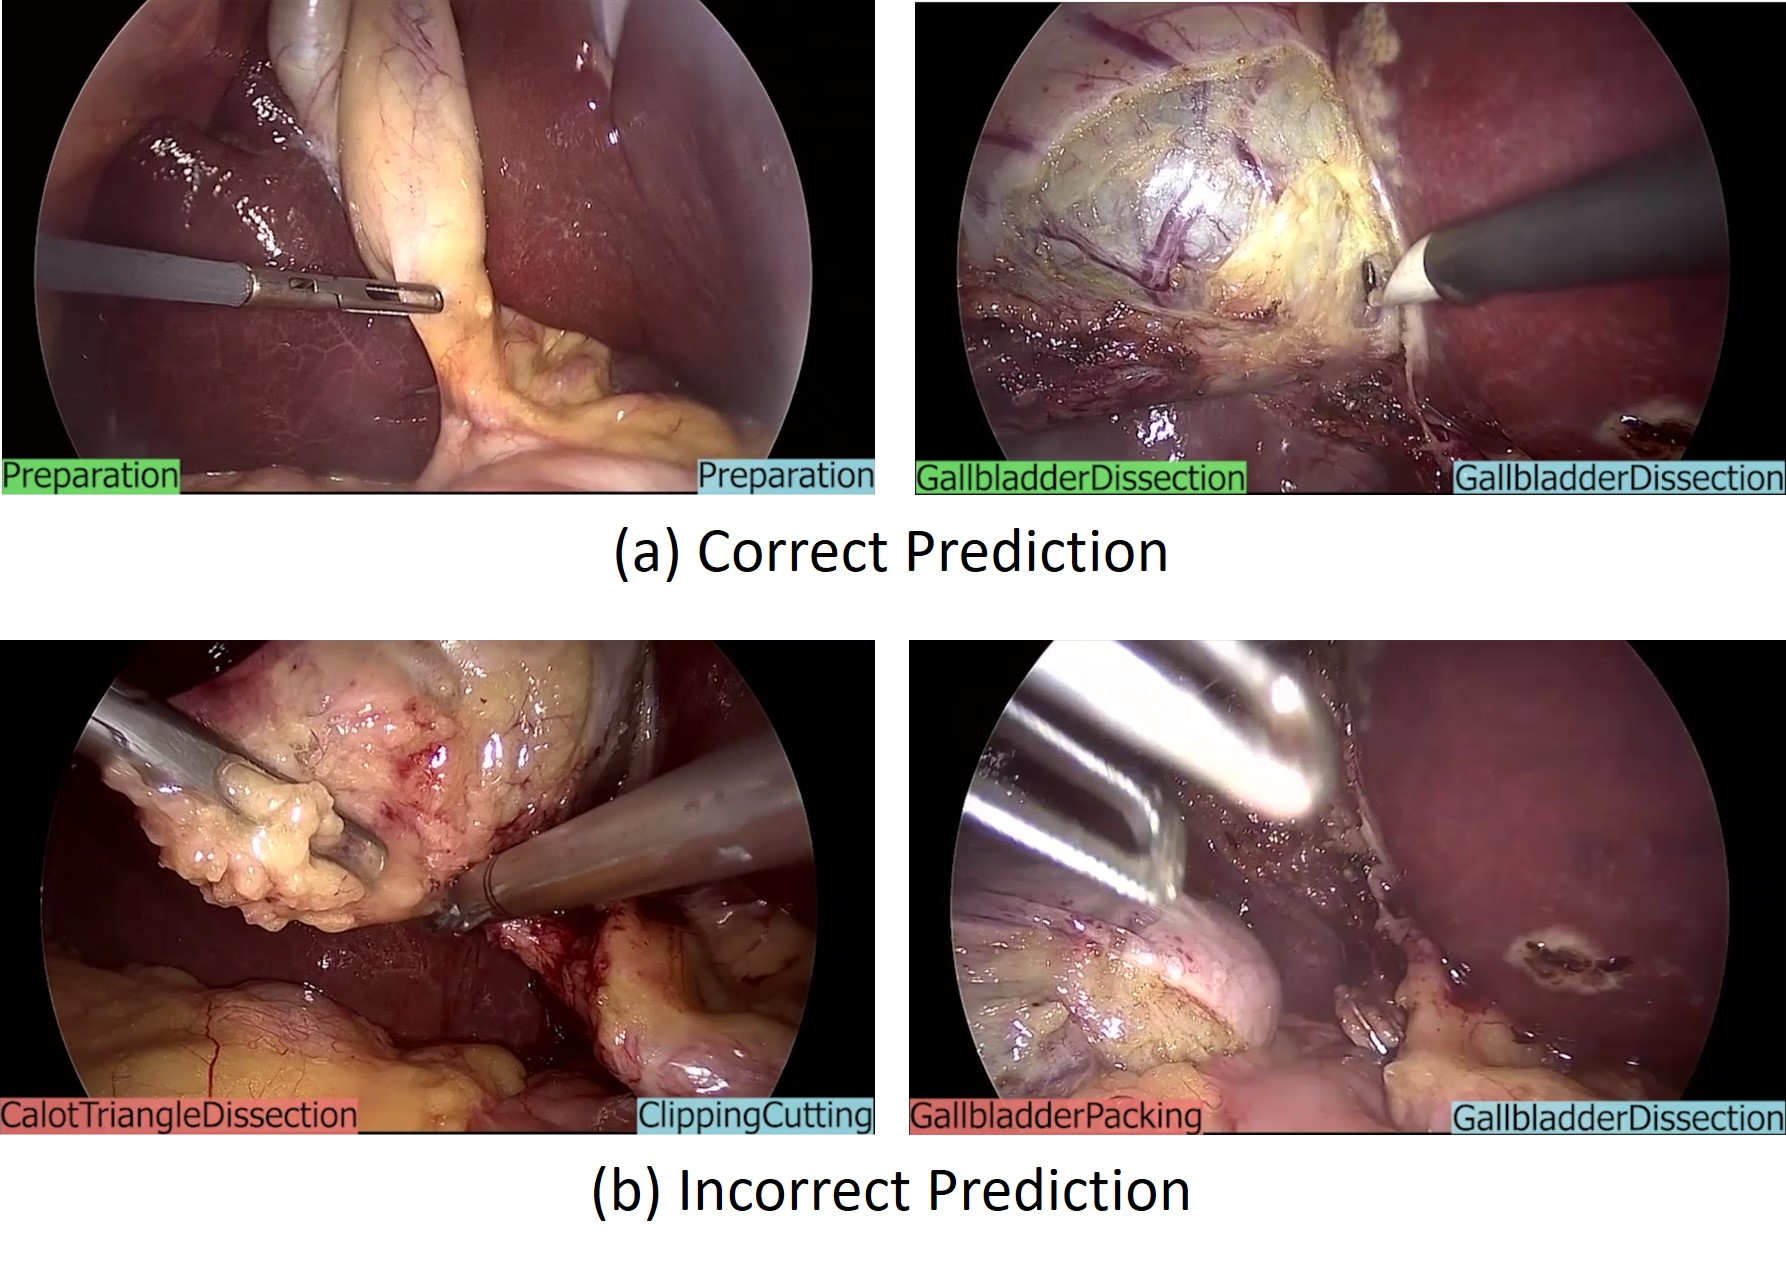 Preparation
Preparation
GallbladderDissection
GallbladderDissection
(a) Correct Prediction
CalotTriangleDissection
ClippingCutting
GallbladderPacking
GallbladderDissection
(b) Incorrect Prediction